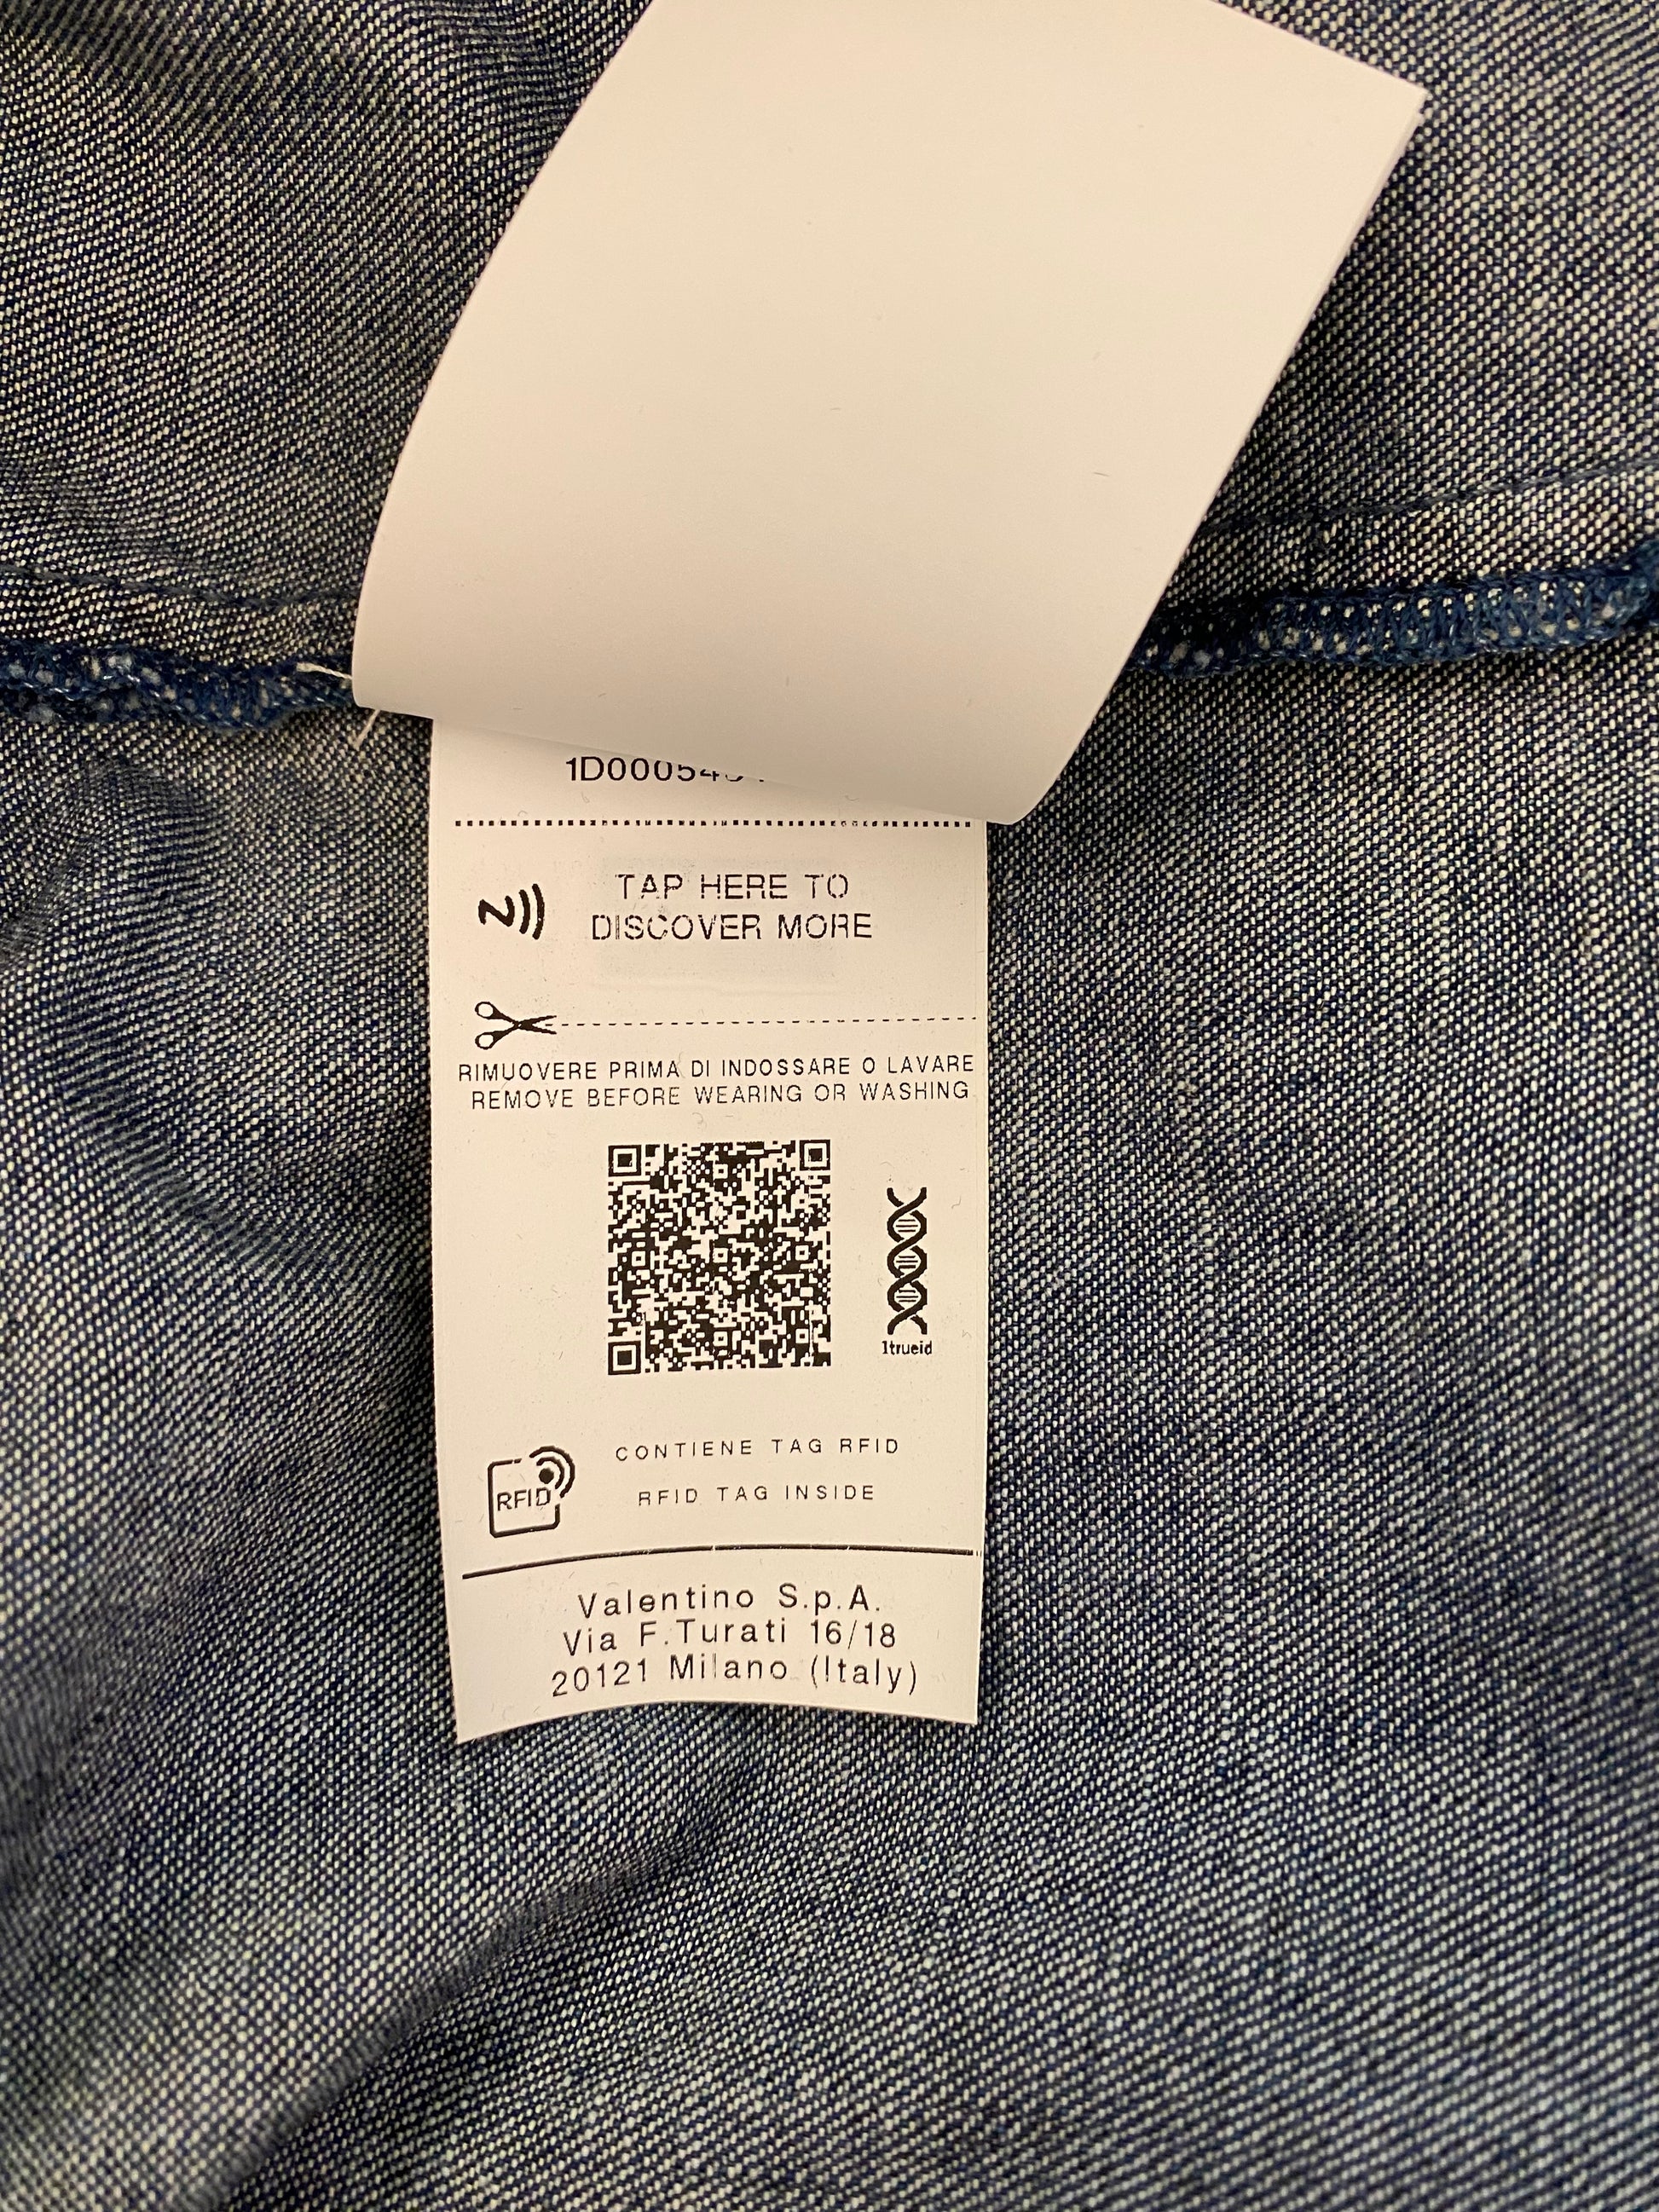 TAP HERE TO
DISCOVER MORE
RIMUOVERE PRIMA DI INDOSSARE O LAVARE
REMOVE BEFORE WEARING OR WASHING
1trueid
RFID
CONTIENE TAG RFID
RFID TAG INSIDE
Valentino S.p.A.
Via F.Turati 16/18
20121 Milano (Italy)